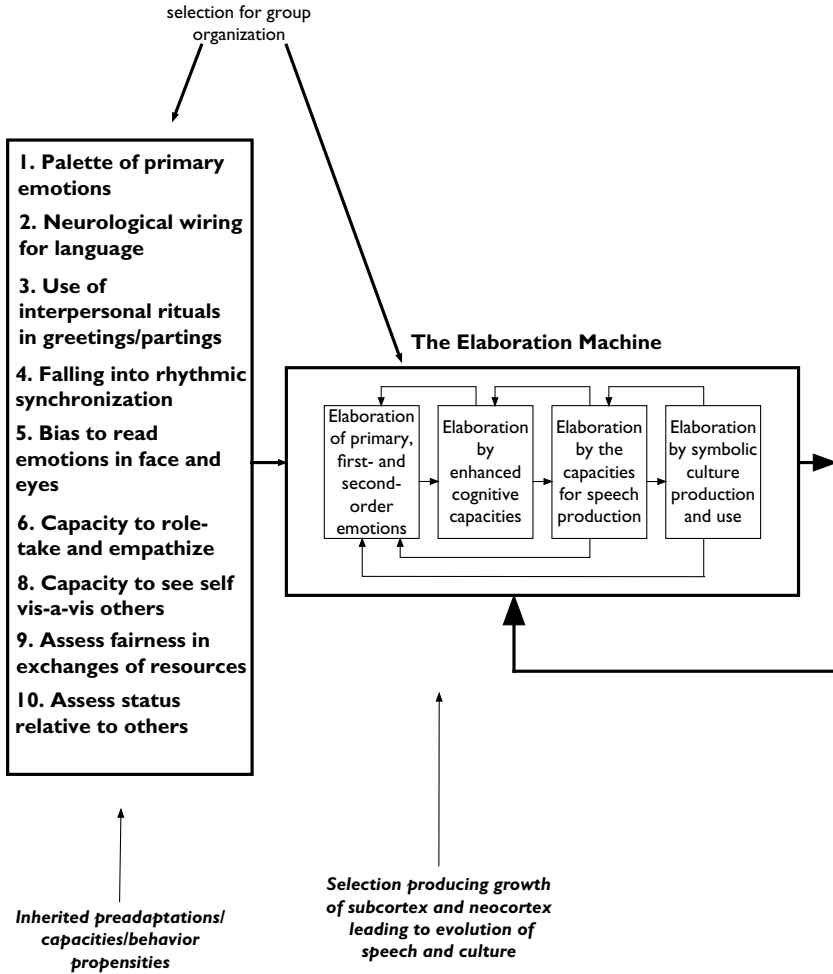 selection for group
organization
1. Palette of primary
emotions
2. Neurological wiring
for language
3. Use of
interpersonal rituals
in greetings/partings
4. Falling into rhythmic
synchronization
5. Bias to read
emotions in face and
eyes
6. Capacity to role-
take and empathize
8. Capacity to see self
vis-a-vis others
9. Assess fairness in
exchanges of resources
10. Assess status
relative to others
The Elaboration Machine
Elaboration
of primary,
first- and
second-
order
emotions
Elaboration
by
enhanced
cognitive
capacities
Elaboration
by the
capacities
for speech
production
Elaboration
by symbolic
culture
production
and use
Inherited preadaptations/
capacities/behavior
propensities
Selection producing growth
of subcortex and neocortex
leading to evolution of
speech and culture